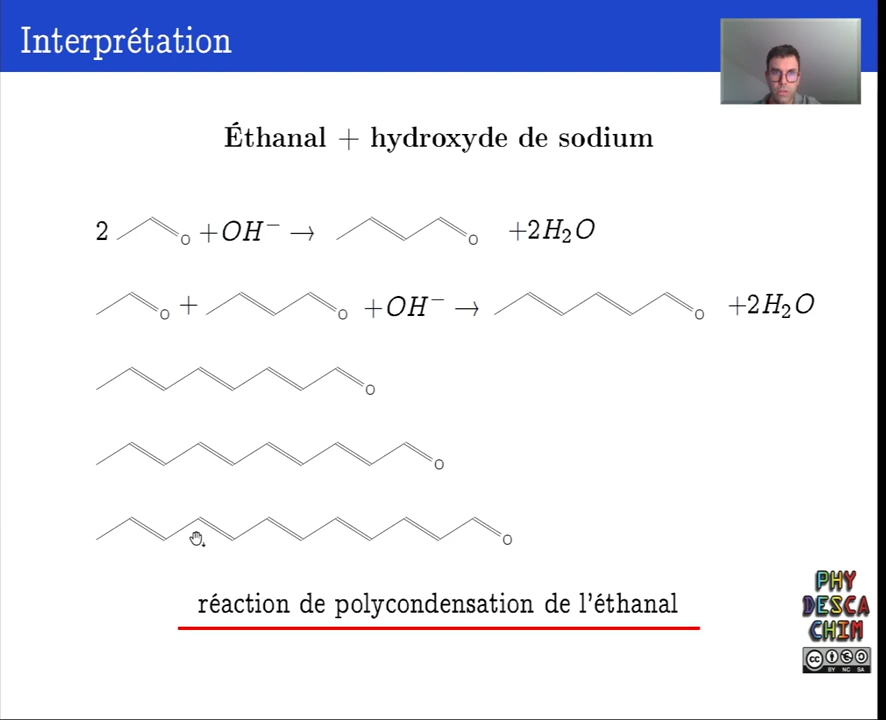 Interprétation
Éthanal + hydroxyde de sodium
2 O +OH⁻ → O +2H₂O
O + O +OH⁻ → O +2H₂O
O
O
O
réaction de polycondensation de l'éthanal
PHY
DESCA
CHIM
cc
BY NC SA